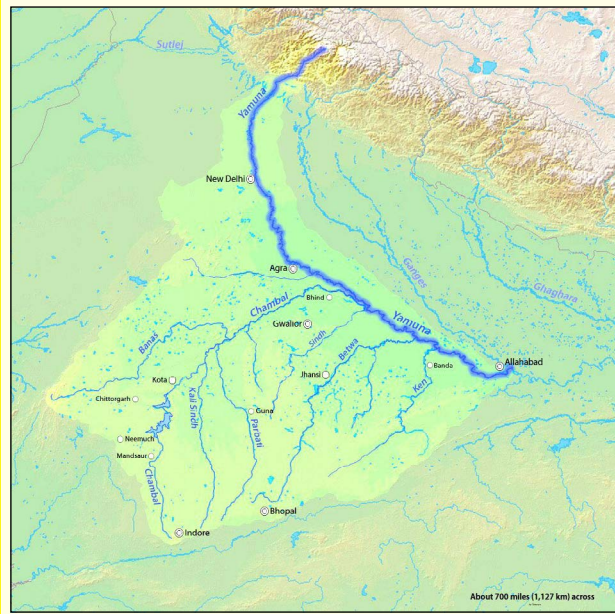 Sutlej
Yamuna
New Delhi
Agra
Ganges
Ghaghara
Bhind
Chambal
Gwalior
Yamuna
Sindh
Betwa
Banas
Allahabad
Banda
Jhansi
Kota
Ken
Chittorgarh
Kali Sindh
Guna
Parbati
Neemuch
Mandsaur
Chambal
Bhopal
Indore
About 700 miles (1,127 km) across